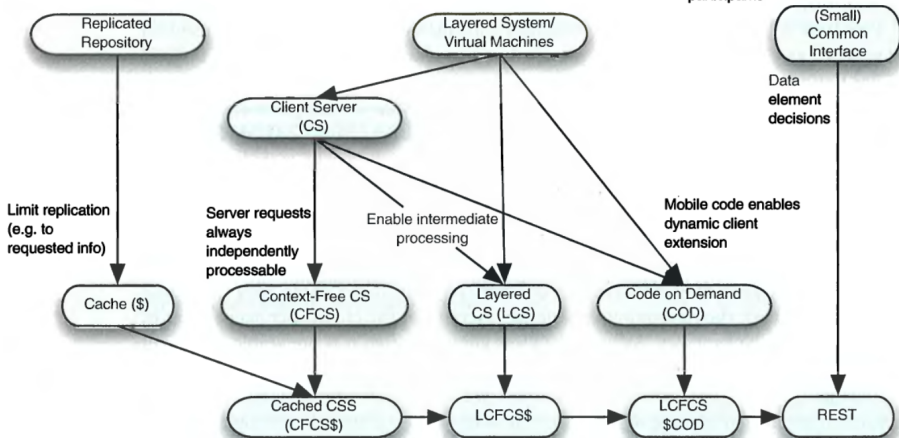 Replicated
Repository
Layered System/
Virtual Machines
(Small)
Common
Interface
Data
element
decisions
Client Server
(CS)
Limit replication
(e.g. to
requested info)
Server requests
always
independently
processable
Enable intermediate
processing
Mobile code enables
dynamic client
extension
Cache ($)
Context-Free CS
(CFCS)
Layered
CS (LCS)
Code on Demand
(COD)
Cached CSS
(CFCS$)
LCFCS$
LCFCS
$COD
REST